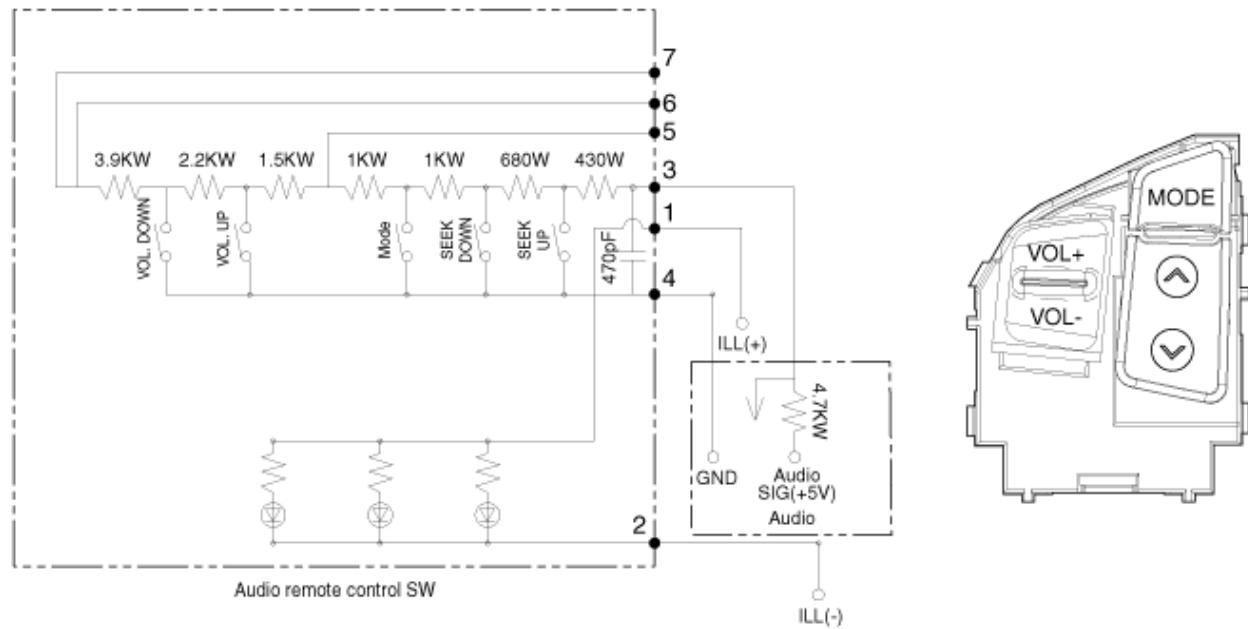 7
6
5
3.9KW 2.2KW 1.5KW 1KW 1KW 680W 430W 3
VOL. DOWN
VOL. UP
Mode
SEEK
DOWN
SEEK
UP
470pF
1
4
ILL(+)
4.7KW
GND
Audio
SIG(+5V)
Audio
2
ILL(-)
Audio remote control SW
MODE
VOL+
VOL-